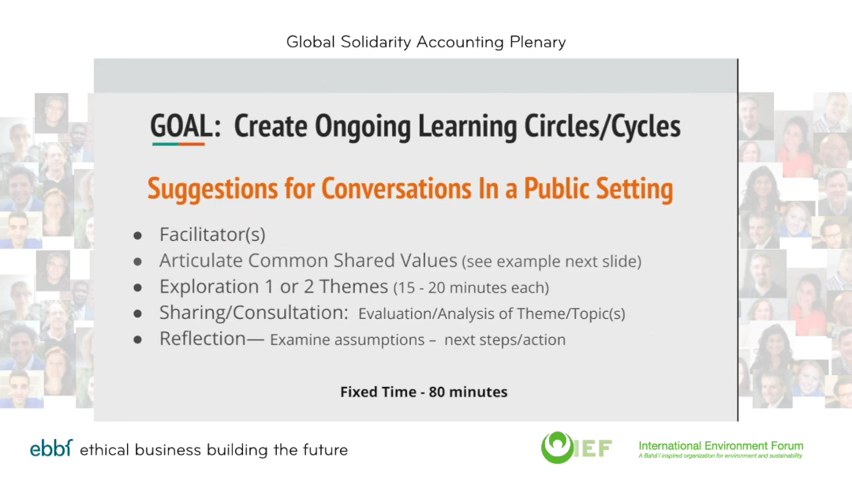 Global Solidarity Accounting Plenary
GOAL: Create Ongoing Learning Circles/Cycles
Suggestions for Conversations In a Public Setting
● Facilitator(s)
● Articulate Common Shared Values (see example next slide)
● Exploration 1 or 2 Themes (15 - 20 minutes each)
● Sharing/Consultation: Evaluation/Analysis of Theme/Topic(s)
● Reflection— Examine assumptions – next steps/action
Fixed Time - 80 minutes
ebbf ethical business building the future
IEF
International Environment Forum
A Bahá'í inspired organization for environment and sustainability